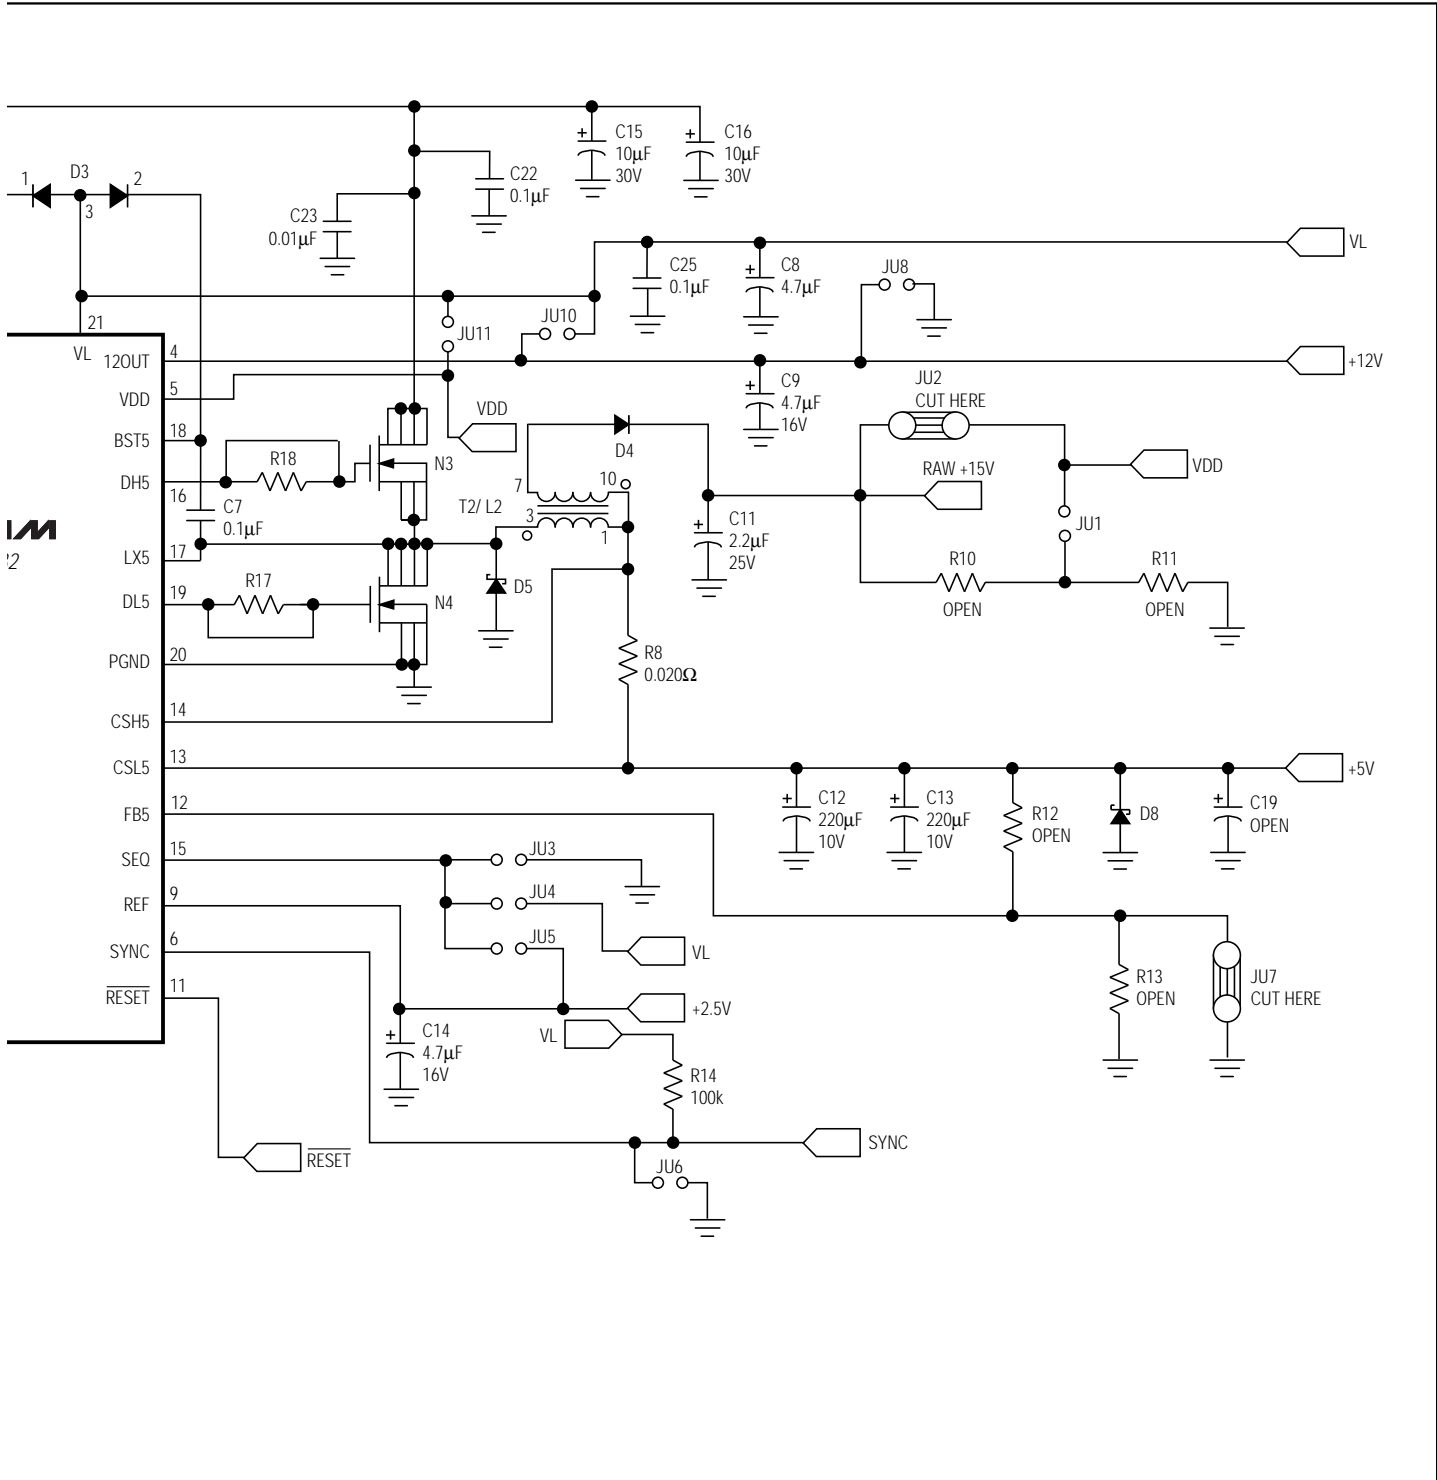 C15
10µF
30V
C16
10µF
30V
1
D3
2
3
C22
0.1µF
C23
0.01µF
VL
C25
0.1µF
C8
4.7µF
JU8
21
JU11
JU10
VL
12OUT
4
+12V
VDD
5
VDD
C9
4.7µF
16V
JU2
CUT HERE
BST5
18
R18
N3
D4
RAW +15V
VDD
DH5
16
C7
0.1µF
T2/ L2
7
10
3
1
C11
2.2µF
25V
JU1
LX5
17
R17
D5
R10
OPEN
R11
OPEN
DL5
19
N4
PGND
20
R8
0.020Ω
CSH5
14
CSL5
13
+5V
FB5
12
C12
220µF
10V
C13
220µF
10V
R12
OPEN
D8
C19
OPEN
SEQ
15
JU3
REF
9
JU4
SYNC
6
JU5
VL
RESET
11
R13
OPEN
JU7
CUT HERE
+2.5V
C14
4.7µF
16V
VL
R14
100k
SYNC
RESET
JU6